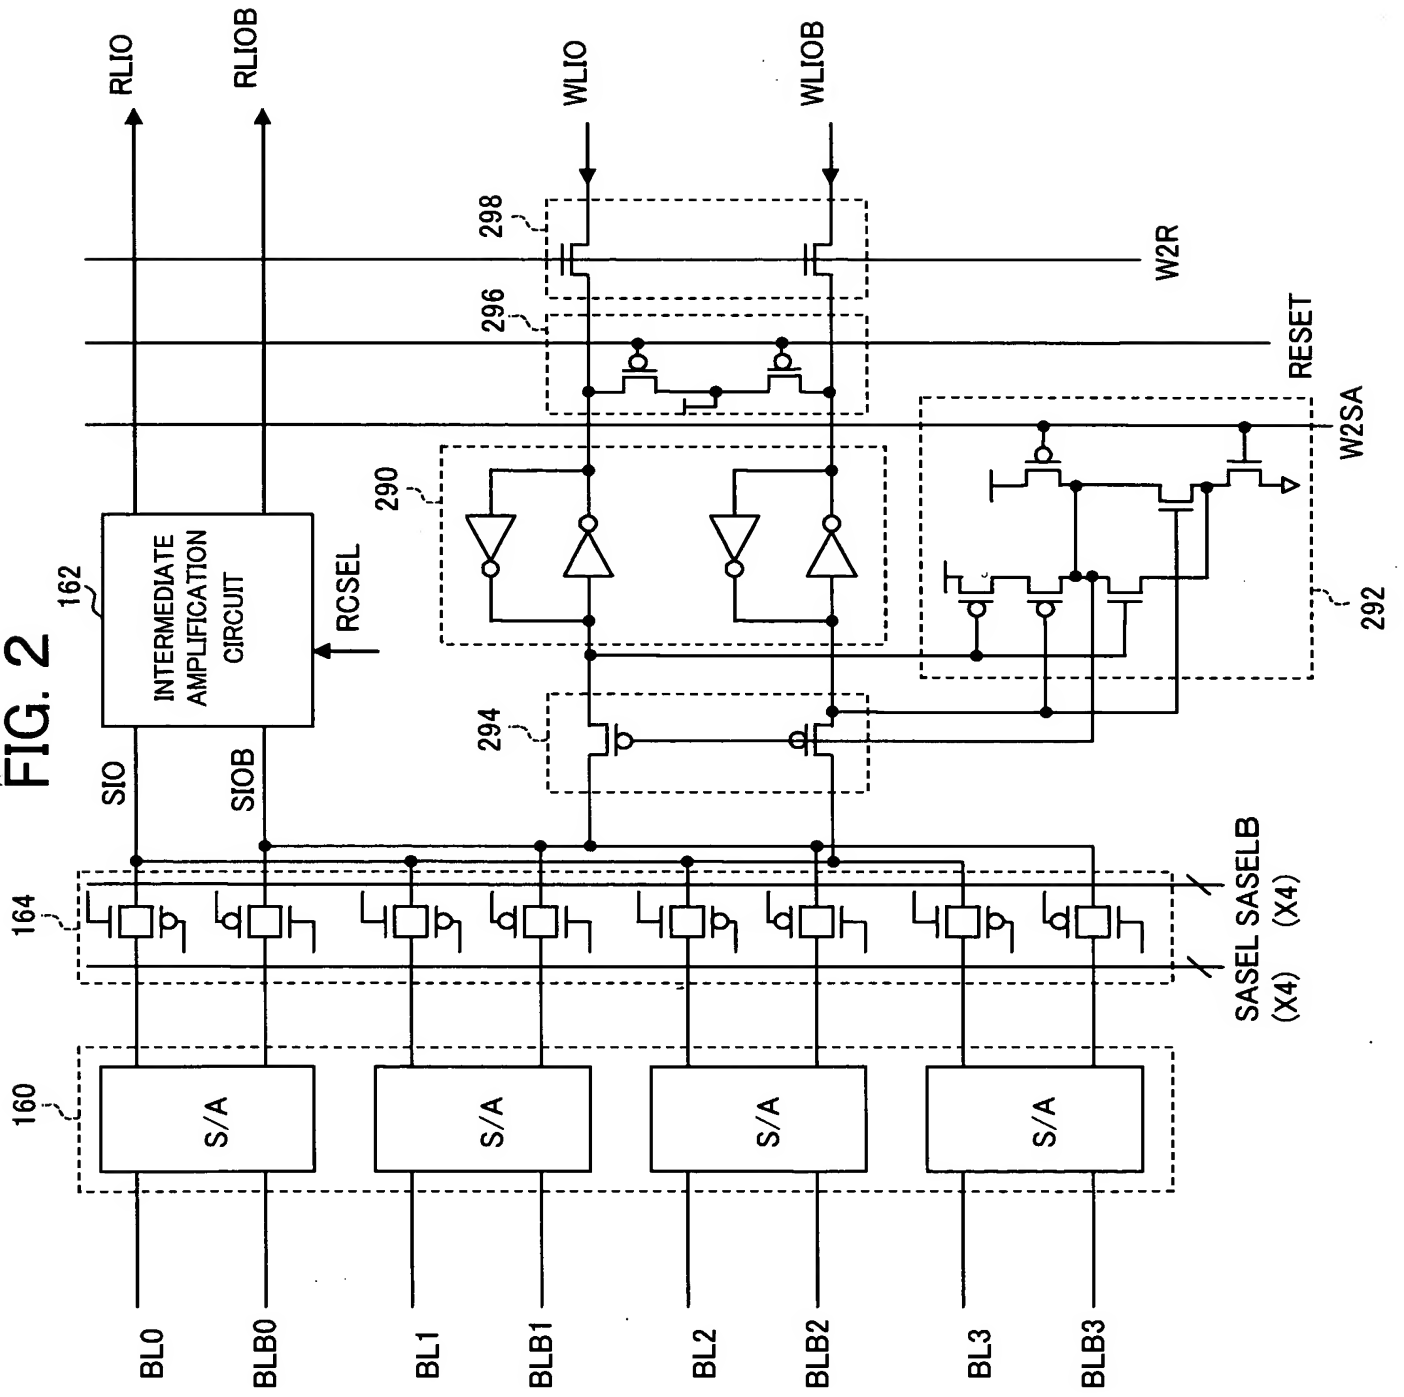 FIG. 2
RLIO
RLIOB
WLIO
WLIOB
298
296
W2R
RESET
W2SA
290
292
162
INTERMEDIATE
AMPLIFICATION
CIRCUIT
RCSEL
294
SIO
SIOB
164
SASEL SASELB
(X4) (X4)
160
S/A
S/A
S/A
S/A
BL0
BLB0
BL1
BLB1
BL2
BLB2
BL3
BLB3